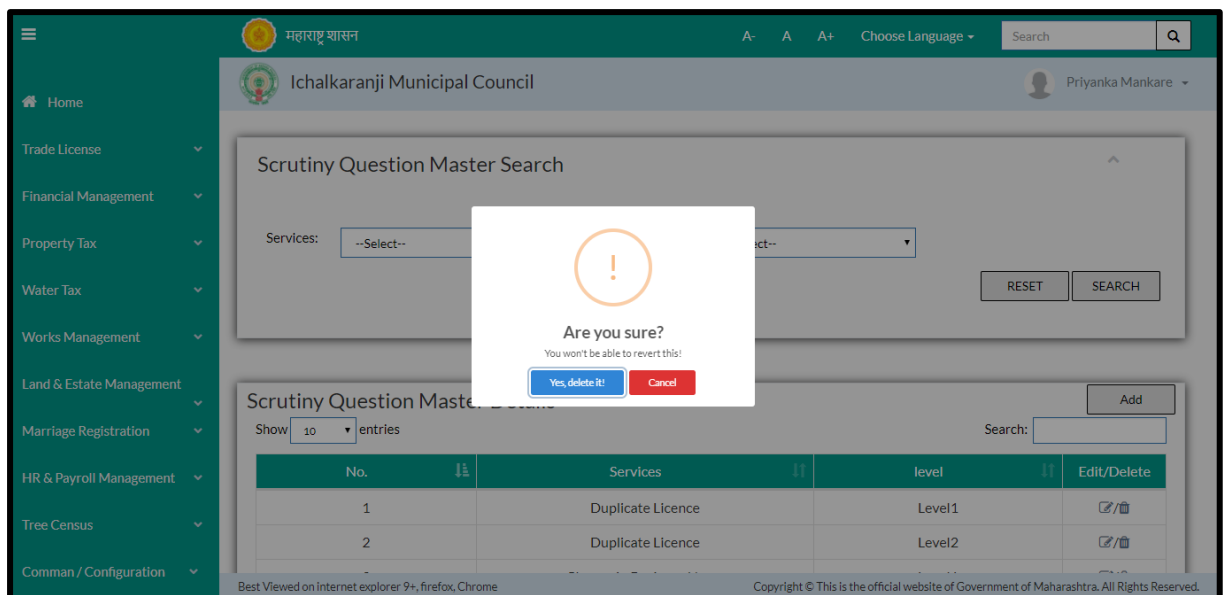 महाराष्ट्र शासन
A- A A+ Choose Language Search
Ichalkaranji Municipal Council
Priyanka Mankare
Home
Trade License
Financial Management
Property Tax
Water Tax
Works Management
Land & Estate Management
Marriage Registration
HR & Payroll Management
Tree Census
Comman / Configuration
Scrutiny Question Master Search
Services: --Select--
RESET SEARCH
!
Are you sure?
You won't be able to revert this!
Yes, delete it! Cancel
Scrutiny Question Master
Add
Show 10 entries
Search:
No. Services level Edit/Delete
1 Duplicate Licence Level1 /
2 Duplicate Licence Level2 /
Best Viewed on internet explorer 9+, firefox, Chrome
Copyright © This is the official website of Government of Maharashtra. All Rights Reserved.